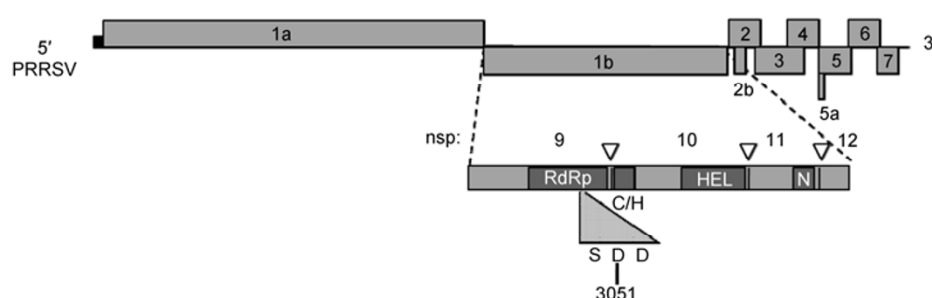 2 4 6
1a
5′ 3
PRRSV 1b 3 5 7
2b
5a
nsp: 9 10 11 12
RdRp HEL N
C/H
S D D
3051